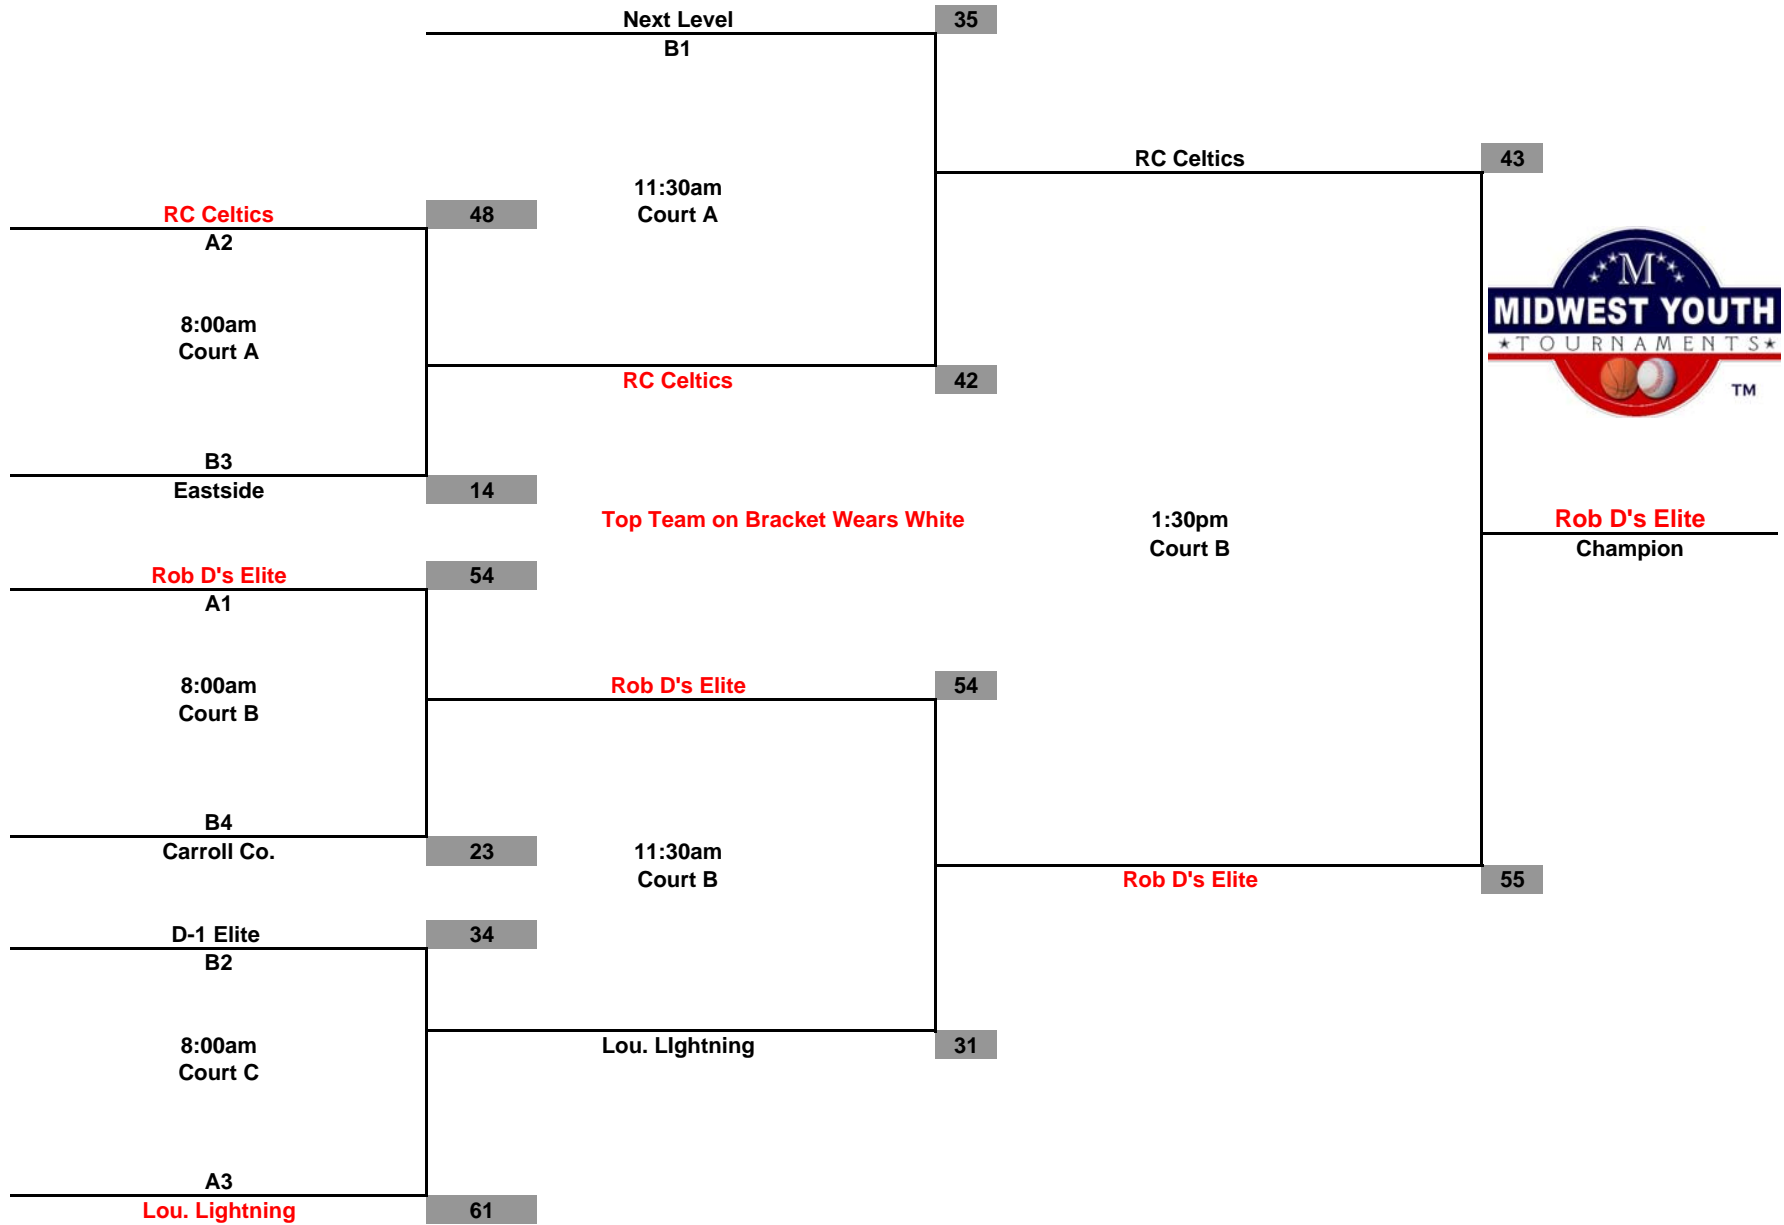 Next Level 35
B1
RC Celtics 43
11:30am
Court A
RC Celtics 48
A2
M
MIDWEST YOUTH
TOURNAMENTS
TM
8:00am
Court A
RC Celtics 42
B3
Eastside 14
Top Team on Bracket Wears White
1:30pm
Court B
Rob D's Elite
Champion
Rob D's Elite 54
A1
8:00am
Court B
Rob D's Elite 54
B4
Carroll Co. 23
11:30am
Court B
Rob D's Elite 55
D-1 Elite 34
B2
8:00am
Court C
Lou. LIghtning 31
A3
Lou. Lightning 61